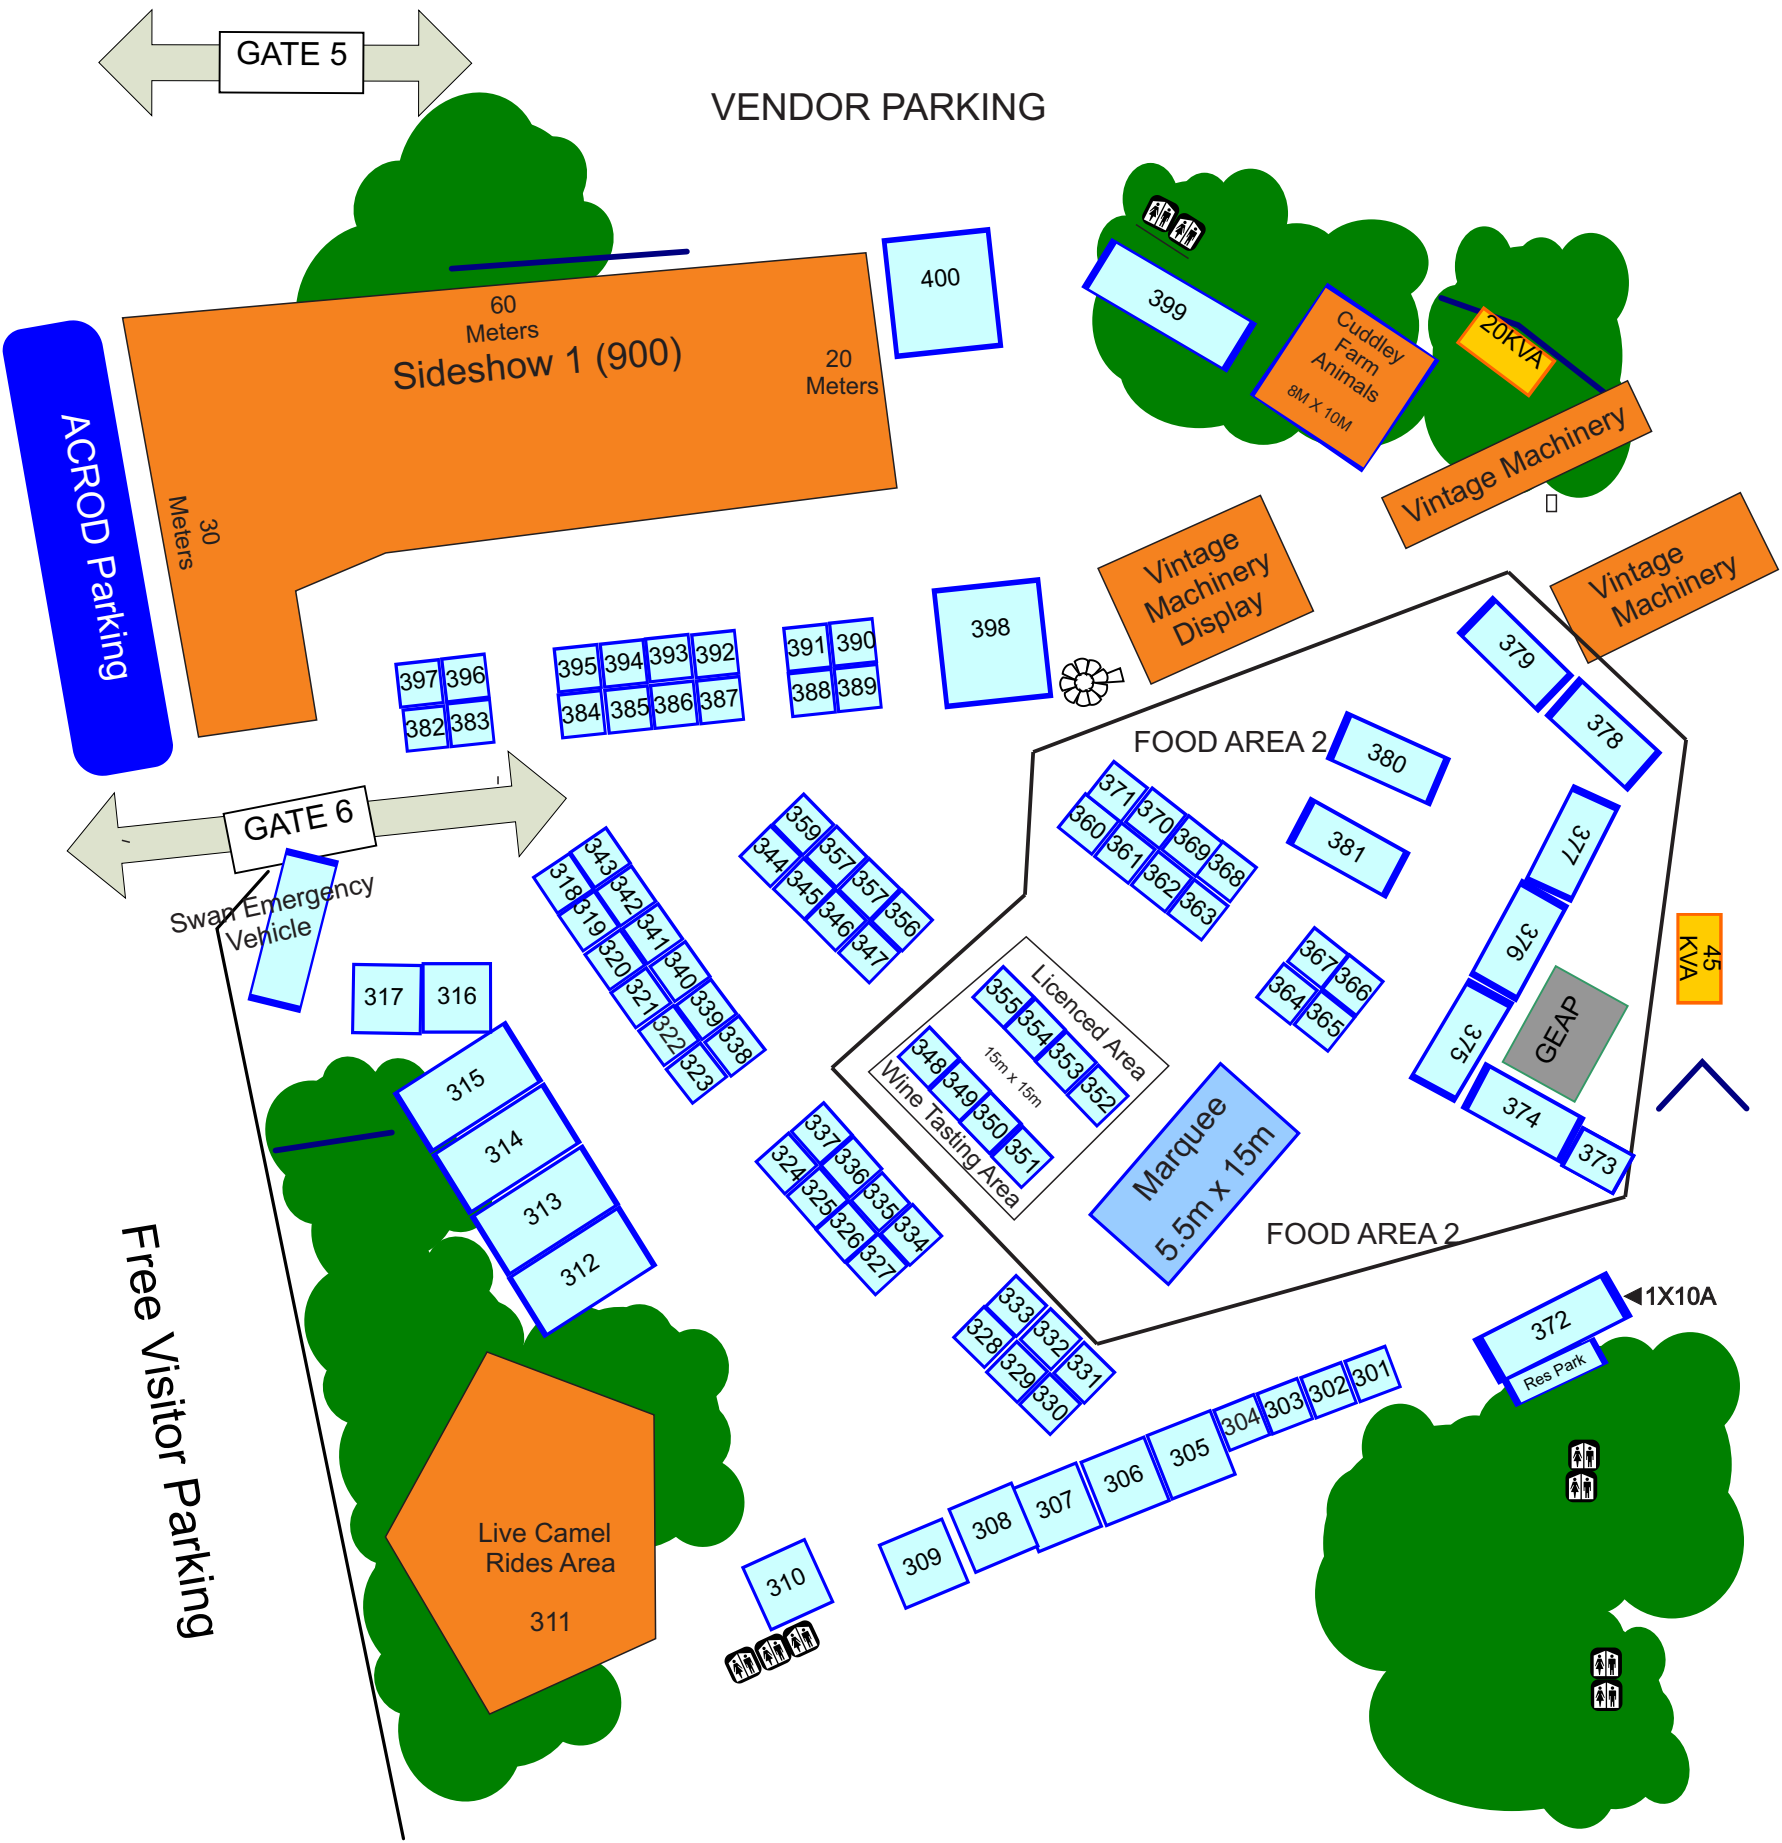 GATE 5
VENDOR PARKING
400
399
60
Meters
Sideshow 1 (900)
20
Meters
Cuddley
Farm
Animals
8M X 10M
20KVA
Vintage Machinery
ACROD Parking
30
Meters
Vintage
Machinery
Display
Vintage
Machinery
398
397
396
382
383
395
394
393
392
384
385
386
387
391
390
388
389
379
378
FOOD AREA 2
380
381
377
376
375
GATE 6
Swan Emergency
Vehicle
317
316
343
342
341
340
339
338
318
319
320
321
322
323
359
357
357
356
344
345
346
347
371
370
369
368
360
361
362
363
367
366
364
365
45
KVA
GEAP
374
373
Licenced Area
355
354
353
352
15m x 15m
348
349
350
351
Wine Tasting Area
Marquee
5.5m x 15m
FOOD AREA 2
315
314
313
312
337
336
335
334
324
325
326
327
333
332
331
328
329
330
1X10A
372
Res Park
301
302
303
304
305
306
307
308
309
310
Free Visitor Parking
Live Camel
Rides Area
311